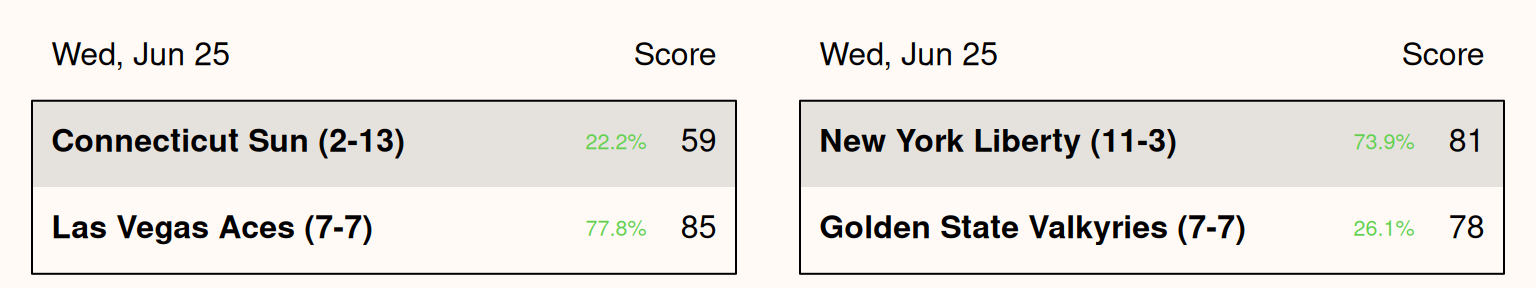 Wed, Jun 25 Score
Connecticut Sun (2-13) 22.2% 59
Las Vegas Aces (7-7) 77.8% 85
Wed, Jun 25 Score
New York Liberty (11-3) 73.9% 81
Golden State Valkyries (7-7) 26.1% 78